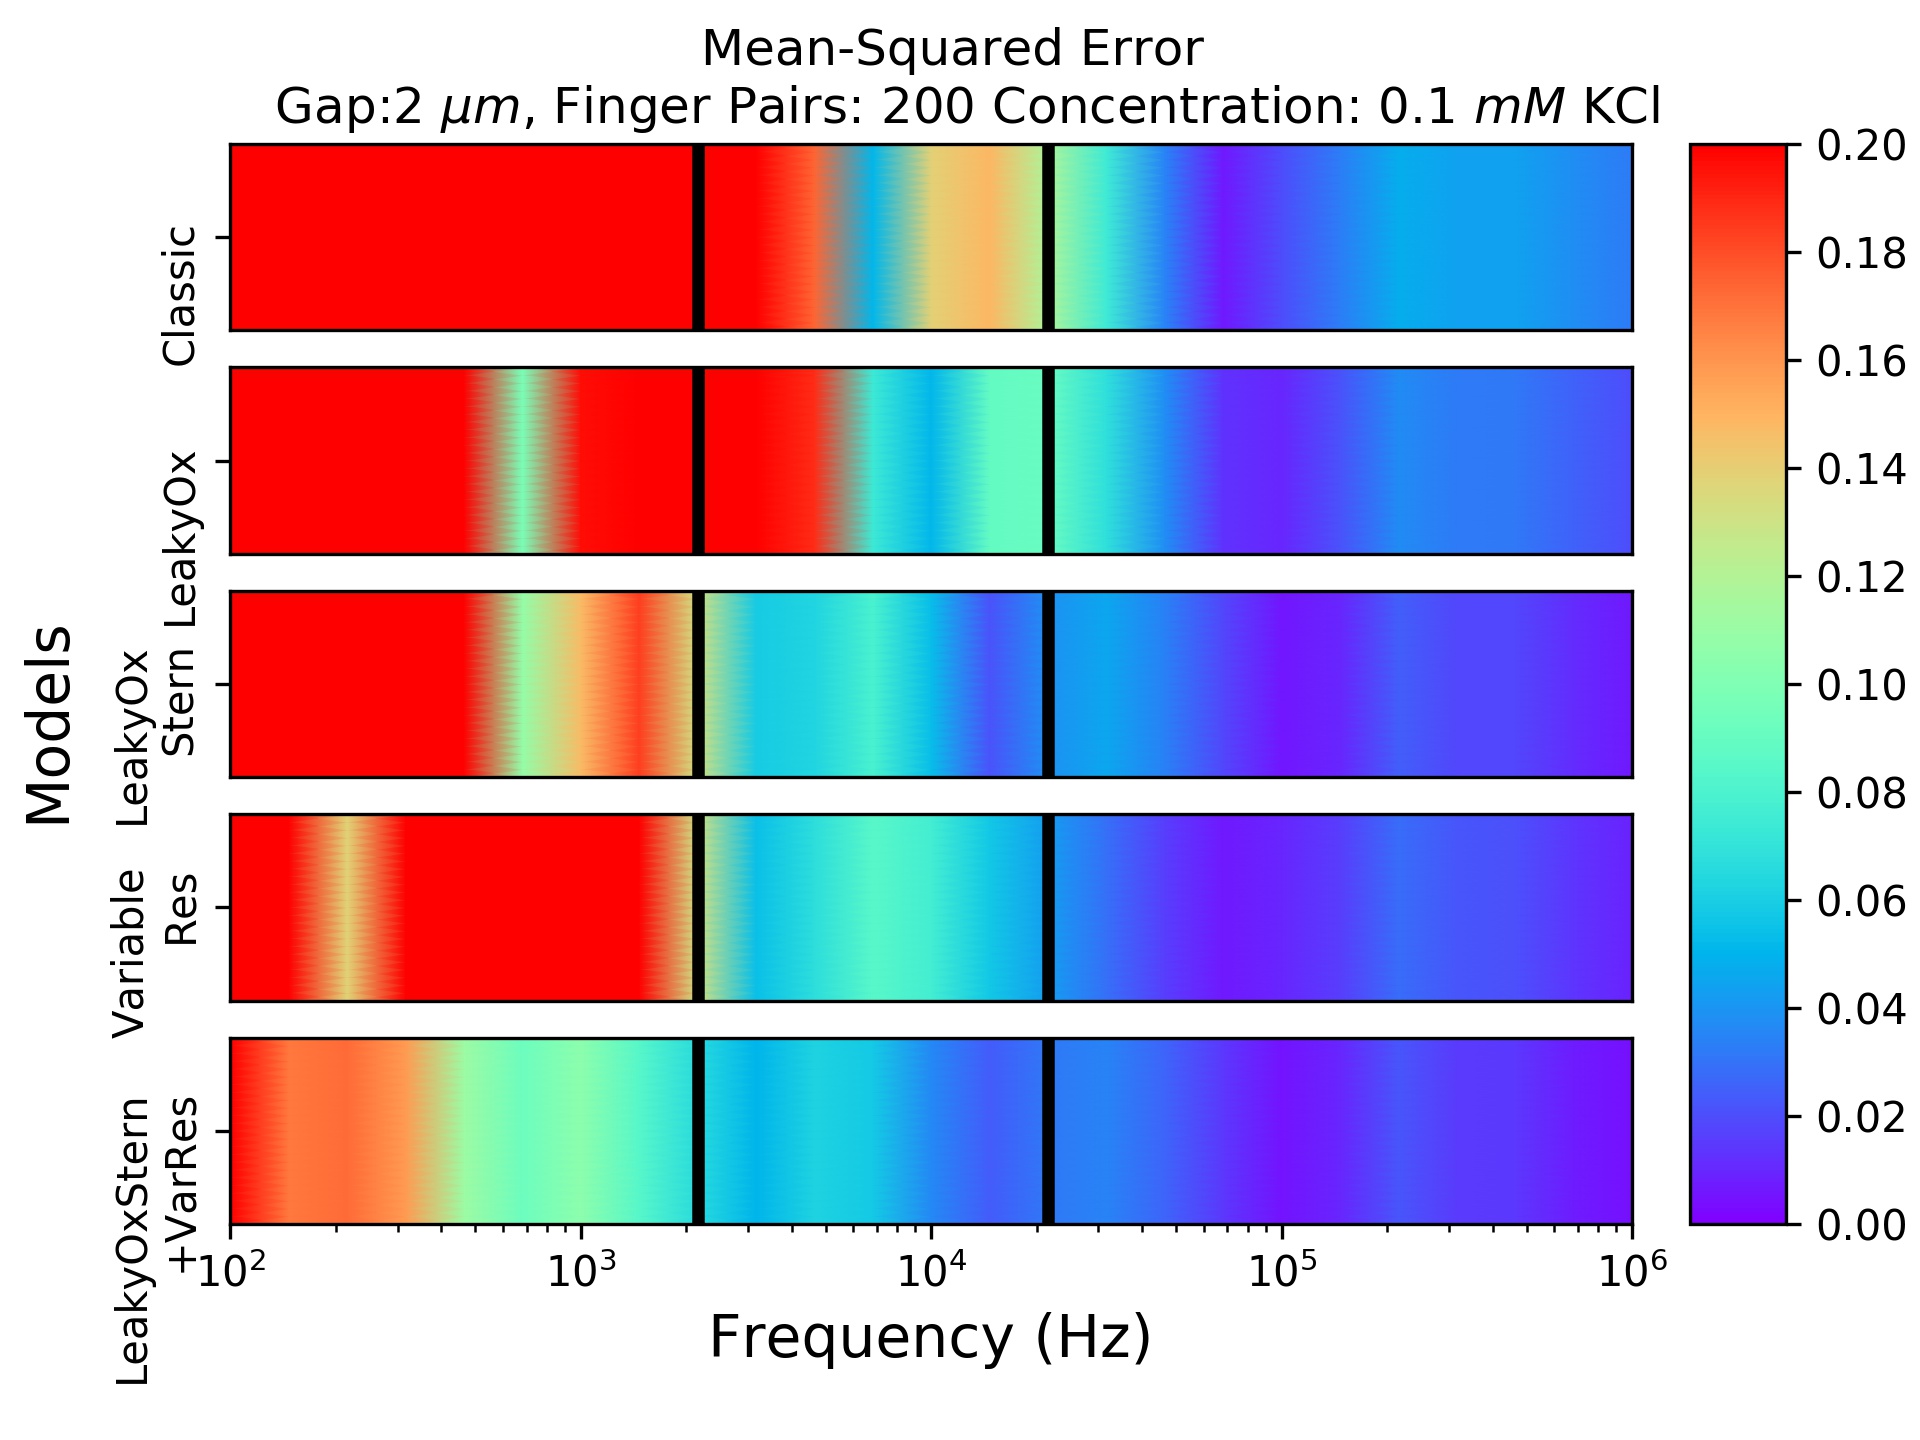 Mean-Squared Error
Gap:2 μm, Finger Pairs: 200 Concentration: 0.1 mM KCl
Models
Classic
LeakyOx
LeakyOx
Stern
Variable
Res
LeakyOxStern
+VarRes
10² 10³ 10⁴ 10⁵ 10⁶
Frequency (Hz)
0.20
0.18
0.16
0.14
0.12
0.10
0.08
0.06
0.04
0.02
0.00